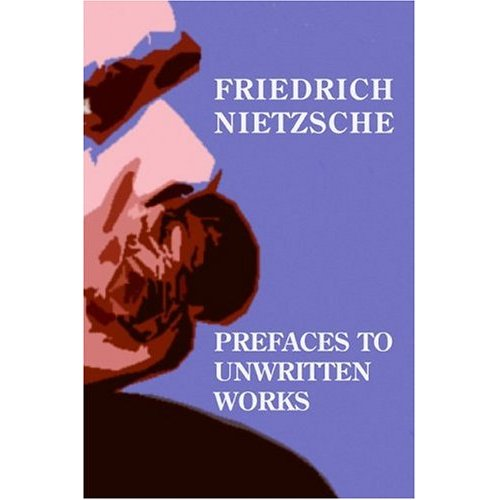 FRIEDRICH
NIETZSCHE
PREFACES TO
UNWRITTEN
WORKS